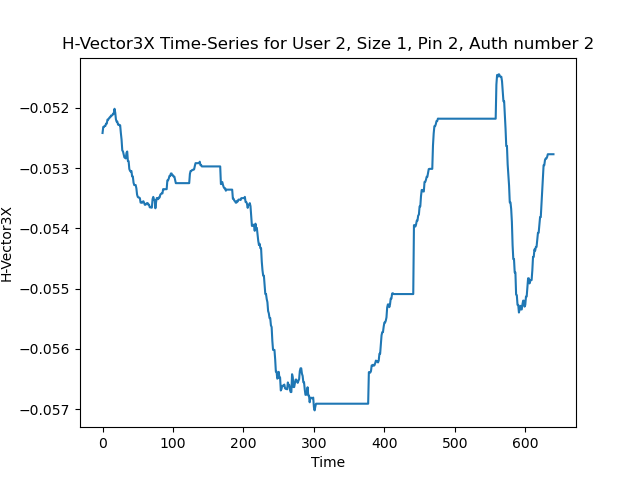 H-Vector3X Time-Series for User 2, Size 1, Pin 2, Auth number 2
H-Vector3X
−0.052
−0.053
−0.054
−0.055
−0.056
−0.057
0 100 200 300 400 500 600
Time